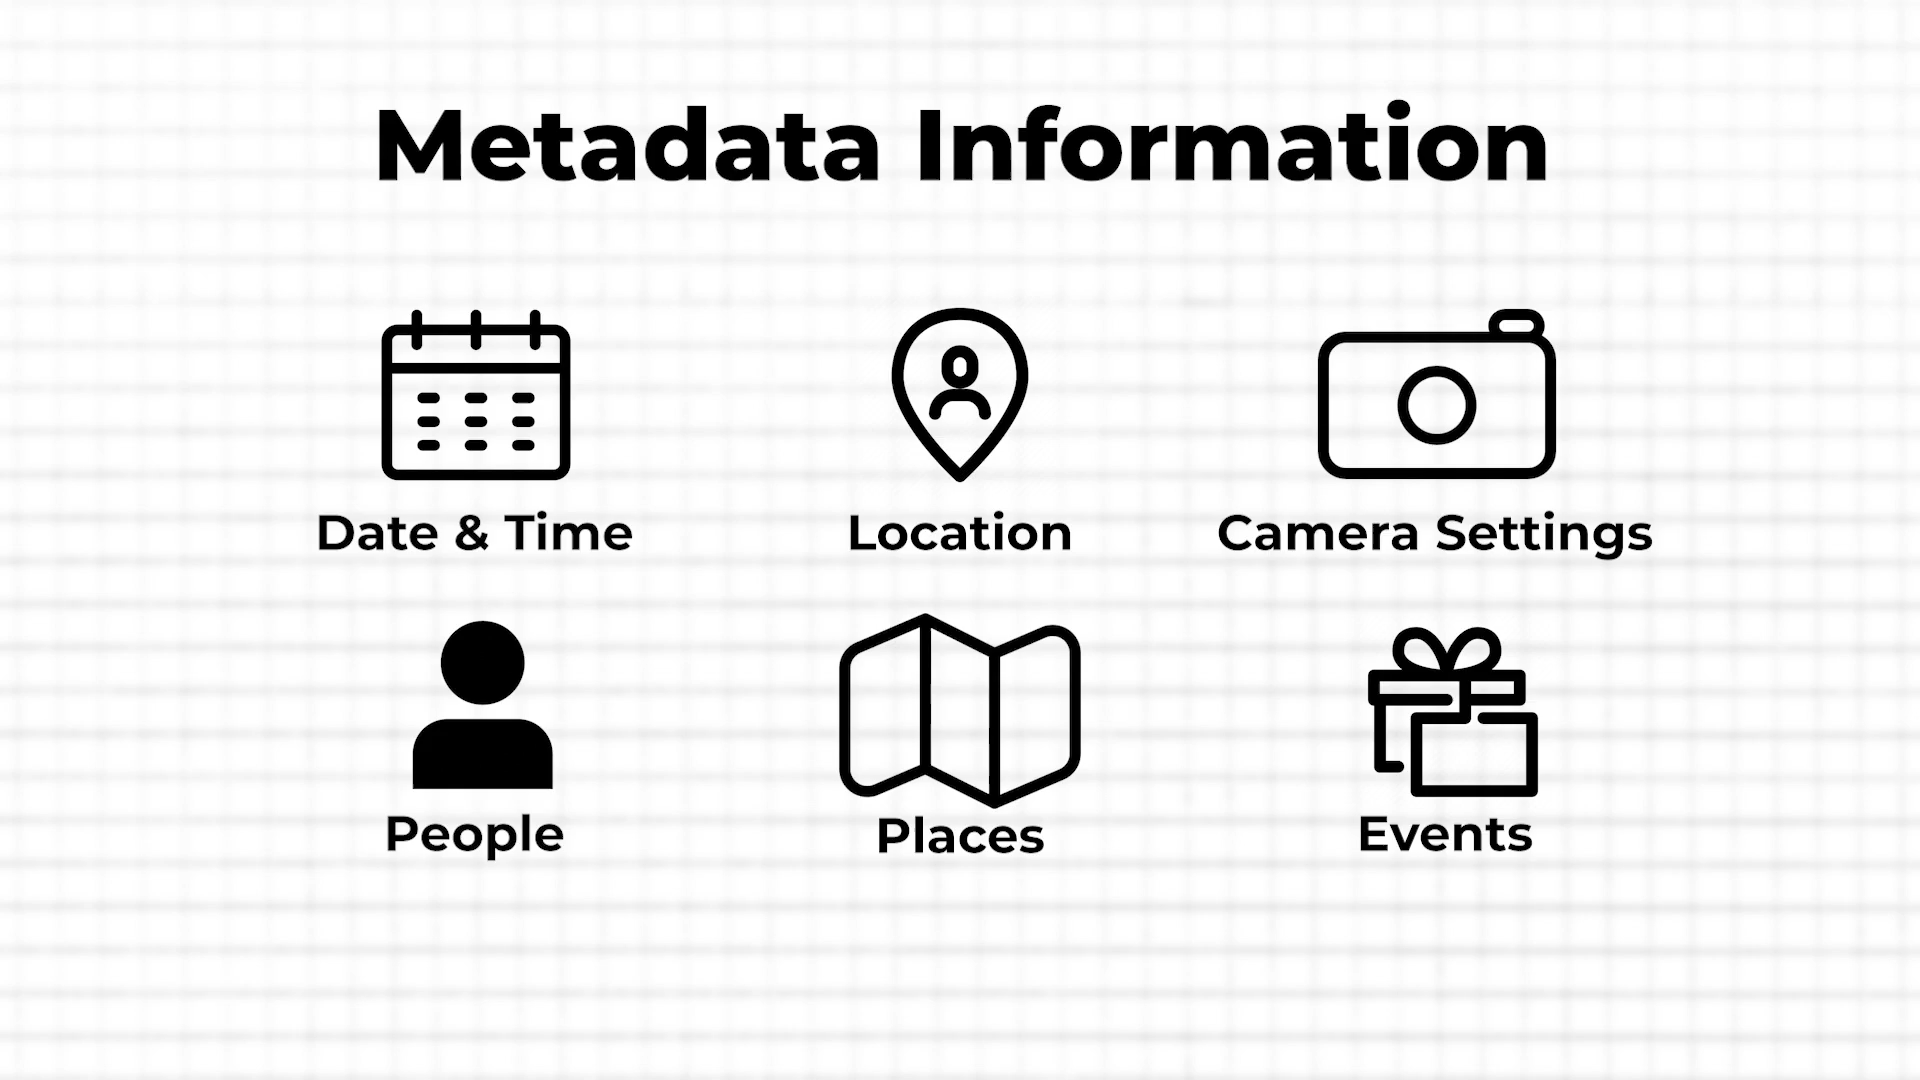 Metadata Information
Date & Time
Location
Camera Settings
People
Places
Events